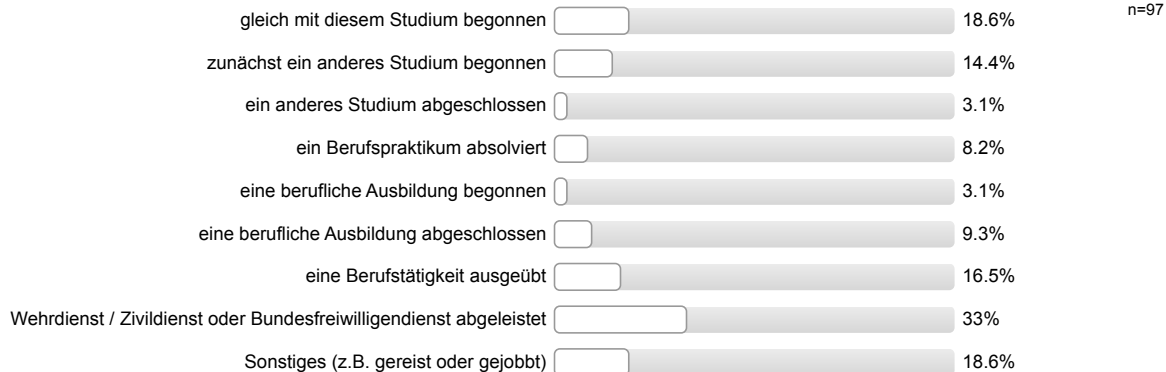 gleich mit diesem Studium begonnen 18.6% n=97
zunächst ein anderes Studium begonnen 14.4%
ein anderes Studium abgeschlossen 3.1%
ein Berufspraktikum absolviert 8.2%
eine berufliche Ausbildung begonnen 3.1%
eine berufliche Ausbildung abgeschlossen 9.3%
eine Berufstätigkeit ausgeübt 16.5%
Wehrdienst / Zivildienst oder Bundesfreiwilligendienst abgeleistet 33%
Sonstiges (z.B. gereist oder gejobbt) 18.6%